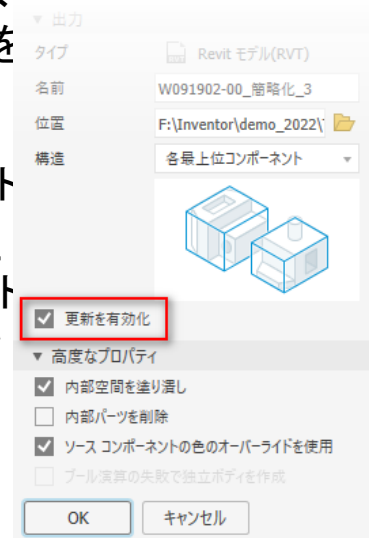 ▼ 出力
を
タイプ Revit モデル(RVT)
名前 W091902-00_簡略化_3
位置 F:\Inventor\demo_2022\
構造 各最上位コンポーネント
ト
ト
更新を有効化
▼ 高度なプロパティ
内部空間を塗り潰し
内部パーツを削除
ソース コンポーネントの色のオーバーライドを使用
ブール演算の失敗で独立ボディを作成
OK キャンセル